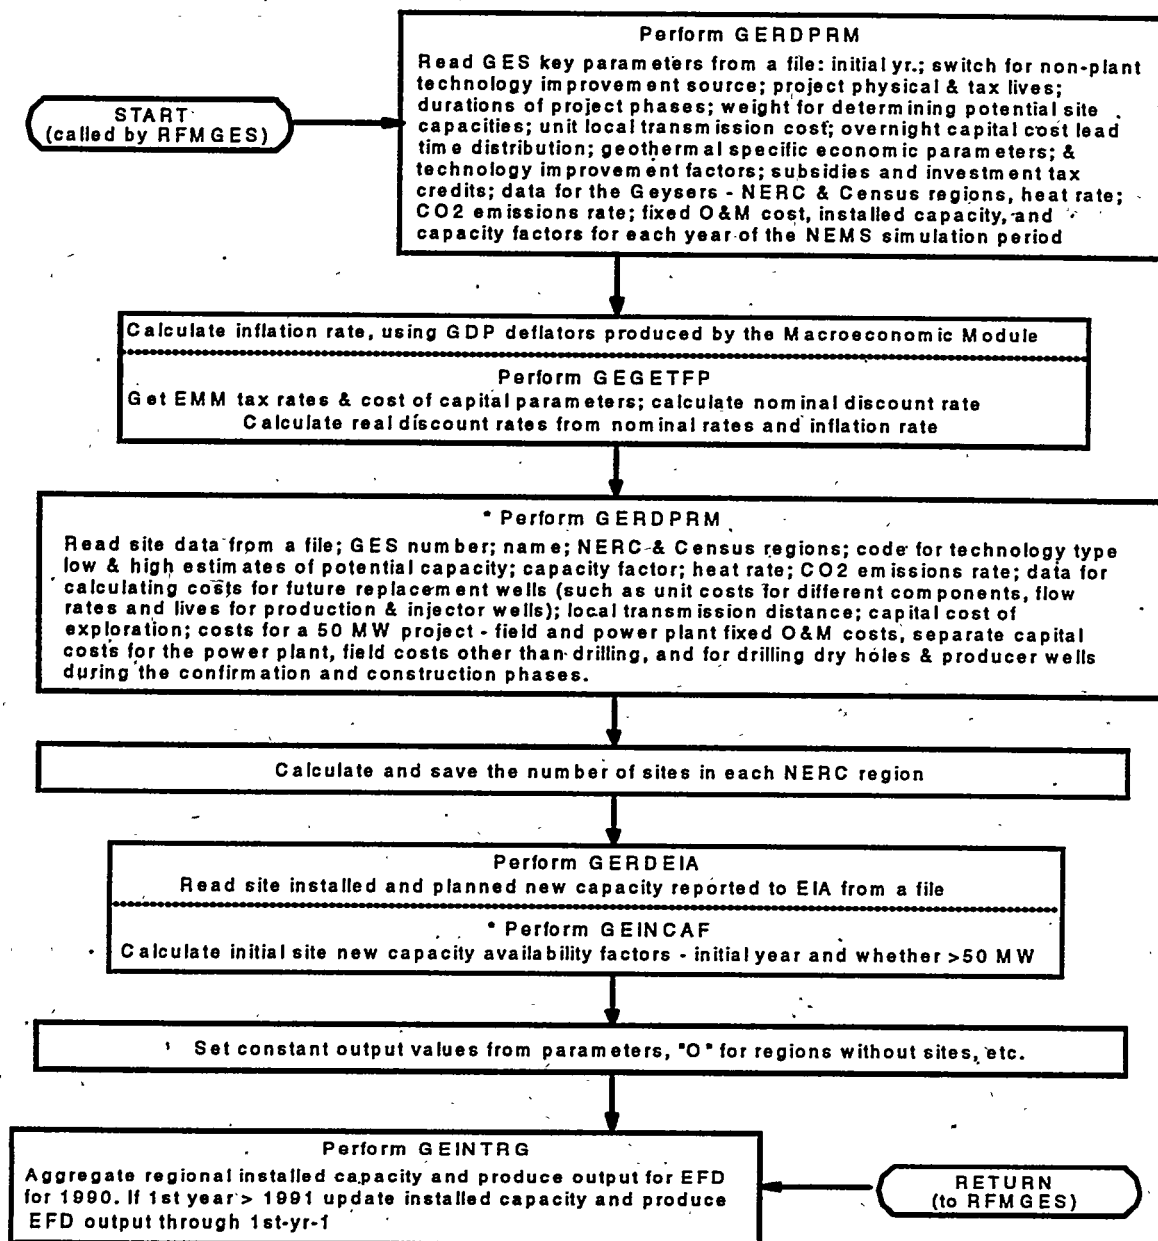 START
(called by RFMGES)
Perform GERDPRM
Read GES key parameters from a file: initial yr.; switch for non-plant
technology improvement source; project physical & tax lives;
durations of project phases; weight for determining potential site
capacities; unit local transmission cost; overnight capital cost lead
time distribution; geothermal specific economic parameters; &
technology improvement factors; subsidies and investment tax
credits; data for the Geysers - NERC & Census regions, heat rate;
CO2 emissions rate; fixed O&M cost, installed capacity, and
capacity factors for each year of the NEMS simulation period
Calculate inflation rate, using GDP deflators produced by the Macroeconomic Module
Perform GEGETFP
Get EMM tax rates & cost of capital parameters; calculate nominal discount rate
Calculate real discount rates from nominal rates and inflation rate
* Perform GERDPRM
Read site data from a file; GES number; name; NERC & Census regions; code for technology type
low & high estimates of potential capacity; capacity factor; heat rate; CO2 emissions rate; data for
calculating costs for future replacement wells (such as unit costs for different components, flow
rates and lives for production & injector wells); local transmission distance; capital cost of
exploration; costs for a 50 MW project - field and power plant fixed O&M costs, separate capital
costs for the power plant, field costs other than drilling, and for drilling dry holes & producer wells
during the confirmation and construction phases.
Calculate and save the number of sites in each NERC region
Perform GERDEIA
Read site installed and planned new capacity reported to EIA from a file
* Perform GEINCAF
Calculate initial site new capacity availability factors - initial year and whether >50 MW
Set constant output values from parameters, "O" for regions without sites, etc.
Perform GEINTRG
Aggregate regional installed capacity and produce output for EFD
for 1990. If 1st year > 1991 update installed capacity and produce
EFD output through 1st-yr-1
RETURN
(to RFMGES)